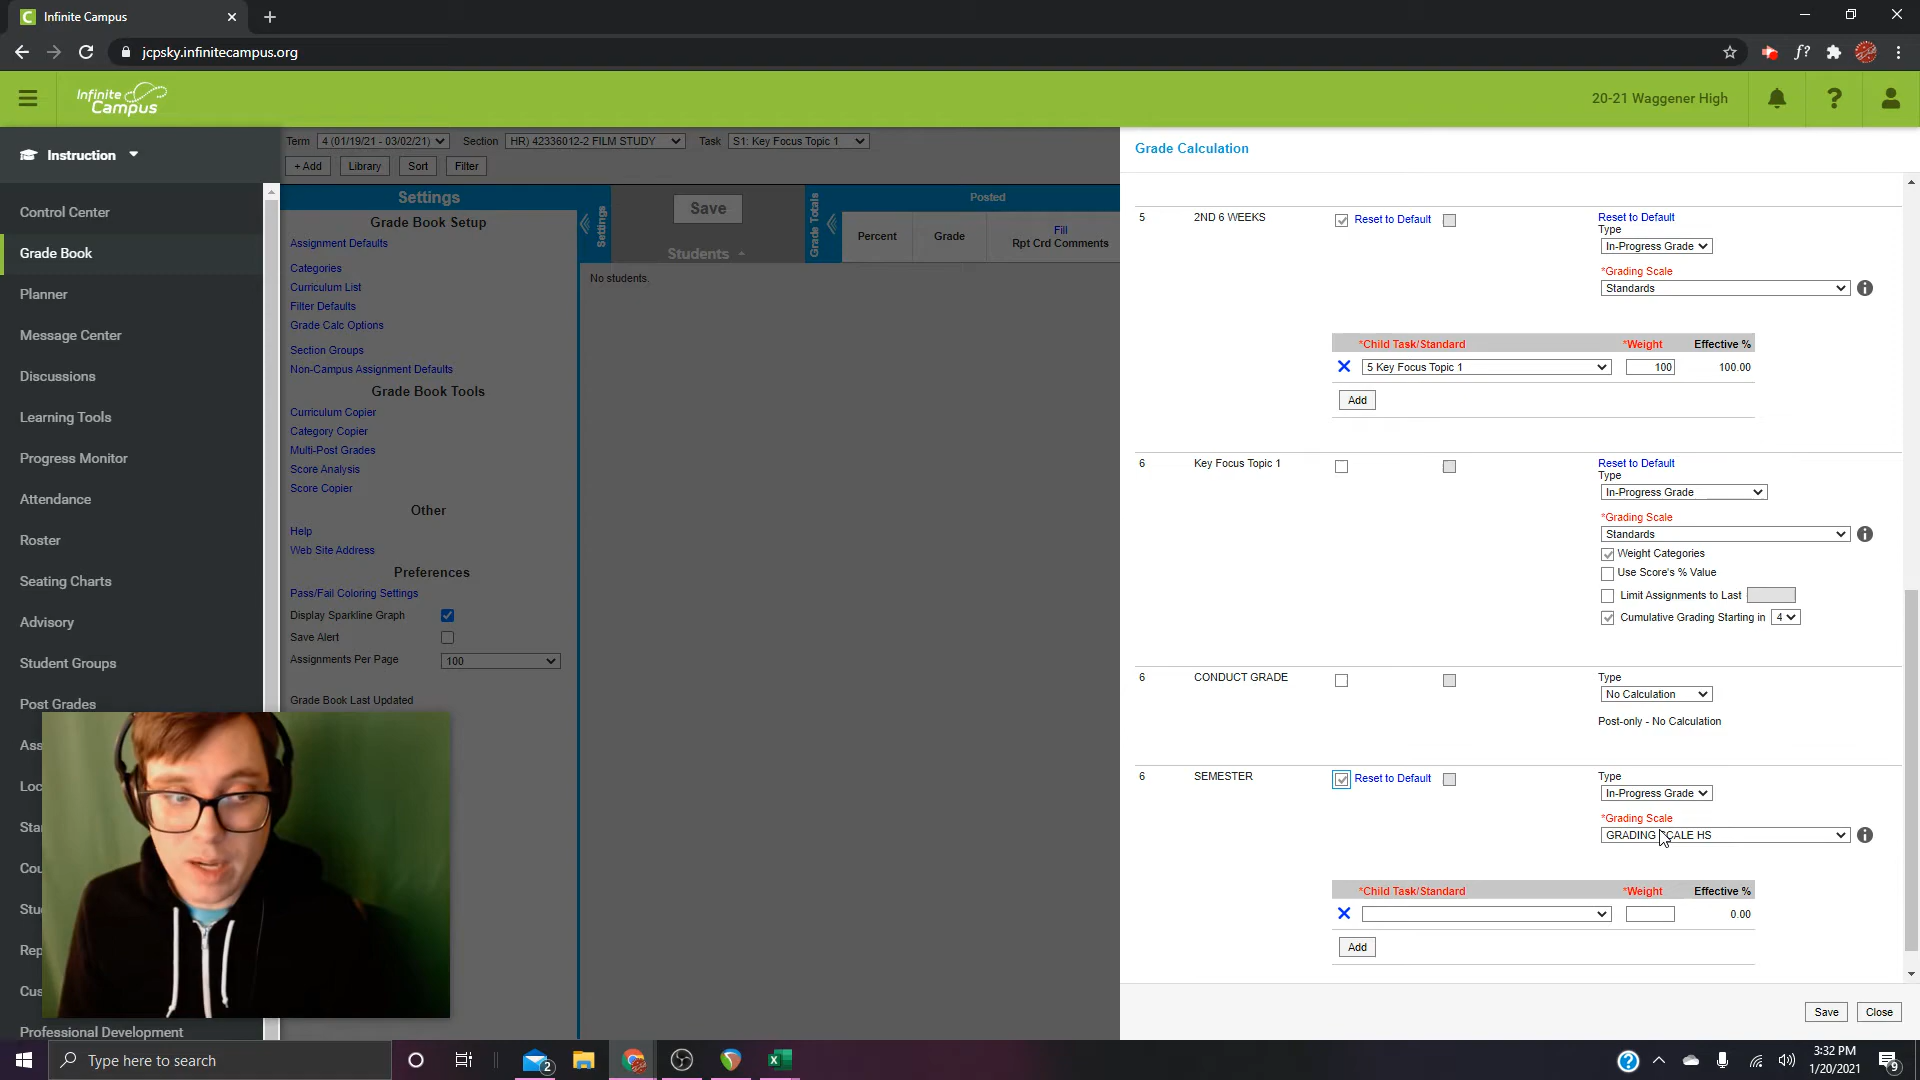 Infinite Campus
jcpsky.infinitecampus.org
Infinite Campus
20-21 Waggener High
Instruction
Control Center
Grade Book
Planner
Message Center
Discussions
Learning Tools
Progress Monitor
Attendance
Roster
Seating Charts
Advisory
Student Groups
Post Grades
Professional Development
Term 4 (01/19/21 - 03/02/21) Section HR) 42336012-2 FILM STUDY Task S1: Key Focus Topic 1
+ Add Library Sort Filter
Settings
Grade Book Setup
Assignment Defaults
Categories
Curriculum List
Filter Defaults
Grade Calc Options
Section Groups
Non-Campus Assignment Defaults
Grade Book Tools
Curriculum Copier
Category Copier
Multi-Post Grades
Score Analysis
Score Copier
Other
Help
Web Site Address
Preferences
Pass/Fail Coloring Settings
Display Sparkline Graph
Save Alert
Assignments Per Page 100
Grade Book Last Updated
Settings
Save
Students
No students.
Grade Totals
Posted
Percent Grade Fill
Rpt Crd Comments
Grade Calculation
5 2ND 6 WEEKS Reset to Default Reset to Default
Type
In-Progress Grade
*Grading Scale
Standards
*Child Task/Standard *Weight Effective %
5 Key Focus Topic 1 100 100.00
Add
6 Key Focus Topic 1 Reset to Default
Type
In-Progress Grade
*Grading Scale
Standards
Weight Categories
Use Score's % Value
Limit Assignments to Last
Cumulative Grading Starting in 4
6 CONDUCT GRADE Type
No Calculation
Post-only - No Calculation
6 SEMESTER Reset to Default Type
In-Progress Grade
*Grading Scale
GRADING SCALE HS
*Child Task/Standard *Weight Effective %
0.00
Add
Save Close
Type here to search
2
3:32 PM
1/20/2021
9